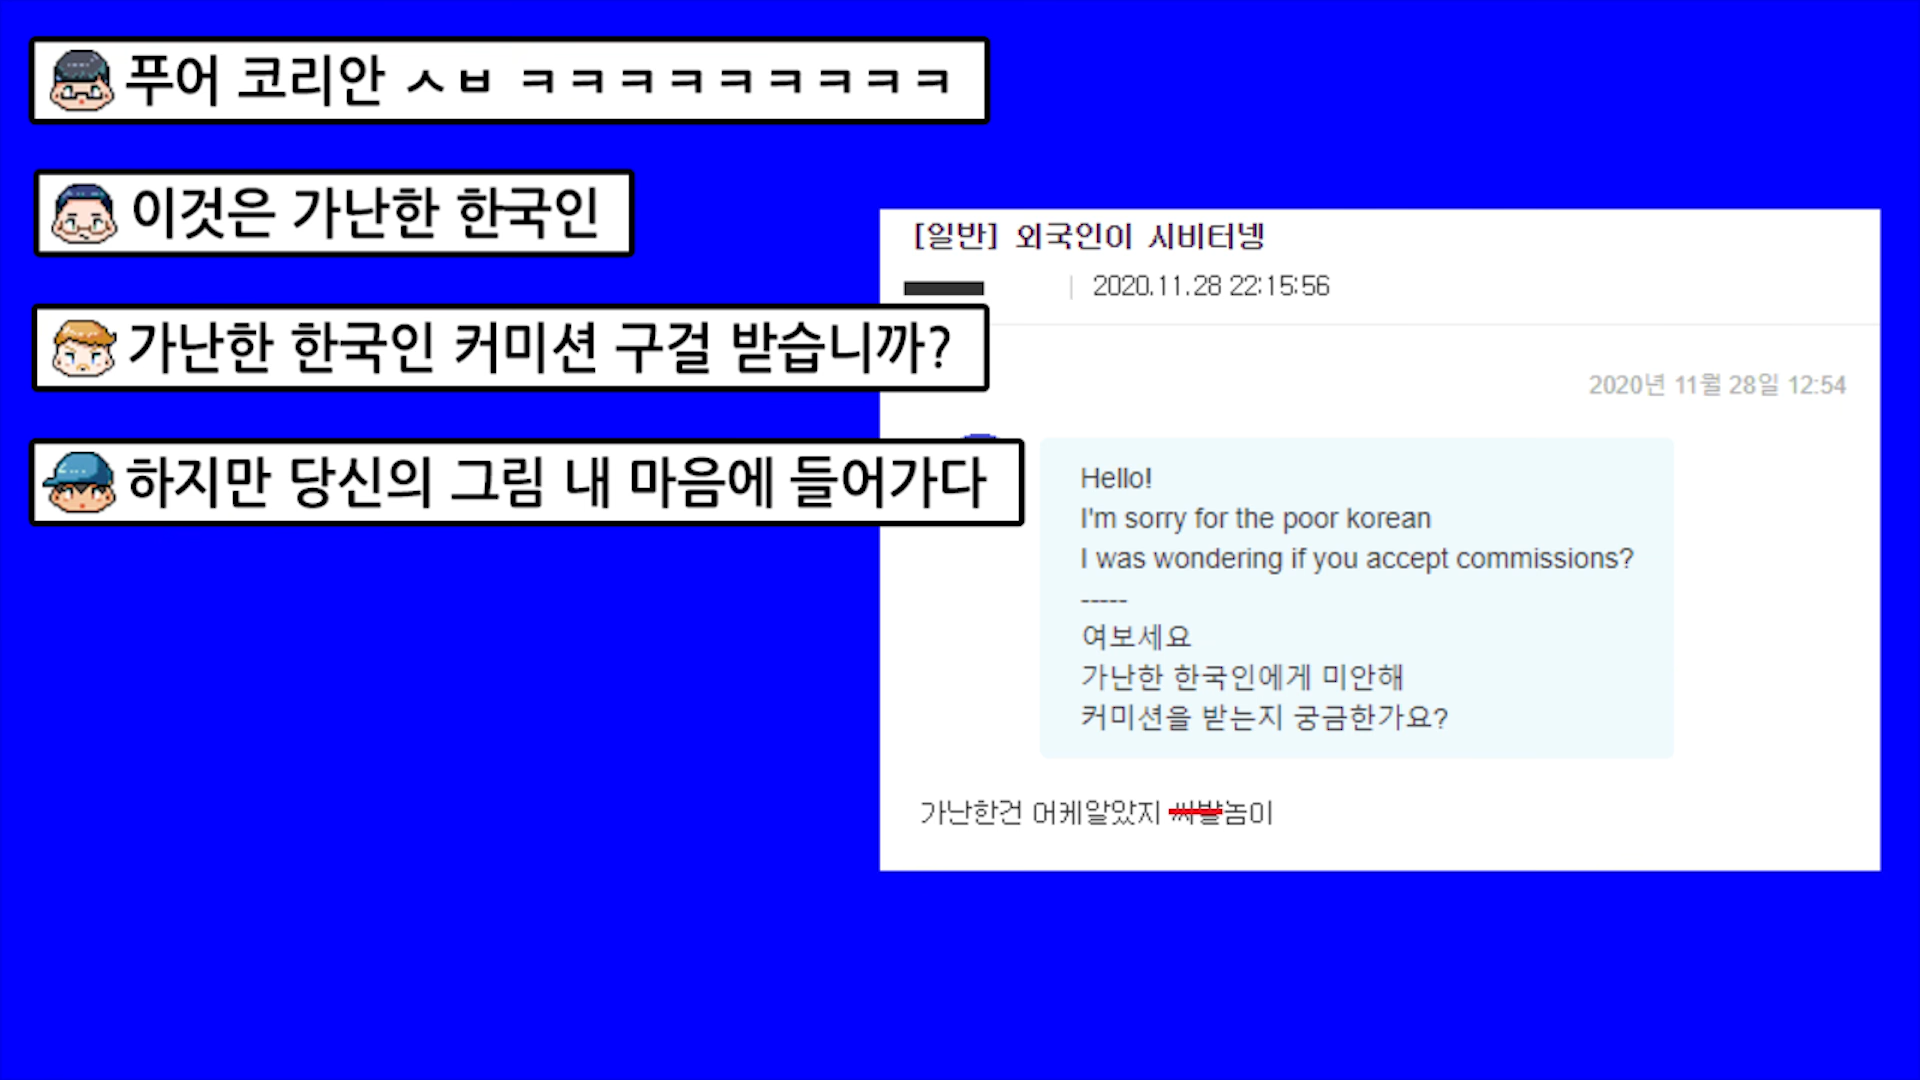 푸어 코리안 ㅅㅂ ㅋㅋㅋㅋㅋㅋㅋㅋㅋ
이것은 가난한 한국인
가난한 한국인 커미션 구걸 받습니까?
하지만 당신의 그림 내 마음에 들어가다
[일반] 외국인이 시비터넹
2020.11.28 22:15:56
2020년 11월 28일 12:54
Hello!
I'm sorry for the poor korean
I was wondering if you accept commissions?
-----
여보세요
가난한 한국인에게 미안해
커미션을 받는지 궁금한가요?
가난한건 어케알았지 놈이